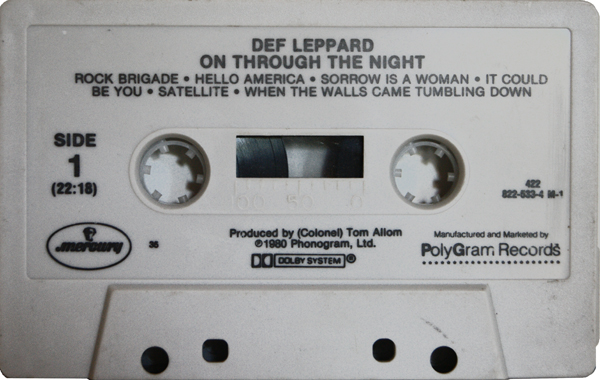 DEF LEPPARD
ON THROUGH THE NIGHT
ROCK BRIGADE • HELLO AMERICA • SORROW IS A WOMAN • IT COULD
BE YOU • SATELLITE • WHEN THE WALLS CAME TUMBLING DOWN
SIDE
1
(22:18)
100 50 0
422
822-533-4 M-1
mercury
35
Produced by (Colonel) Tom Allom
℗1980 Phonogram, Ltd.
DOLBY SYSTEM®
Manufactured and Marketed by
PolyGram Records